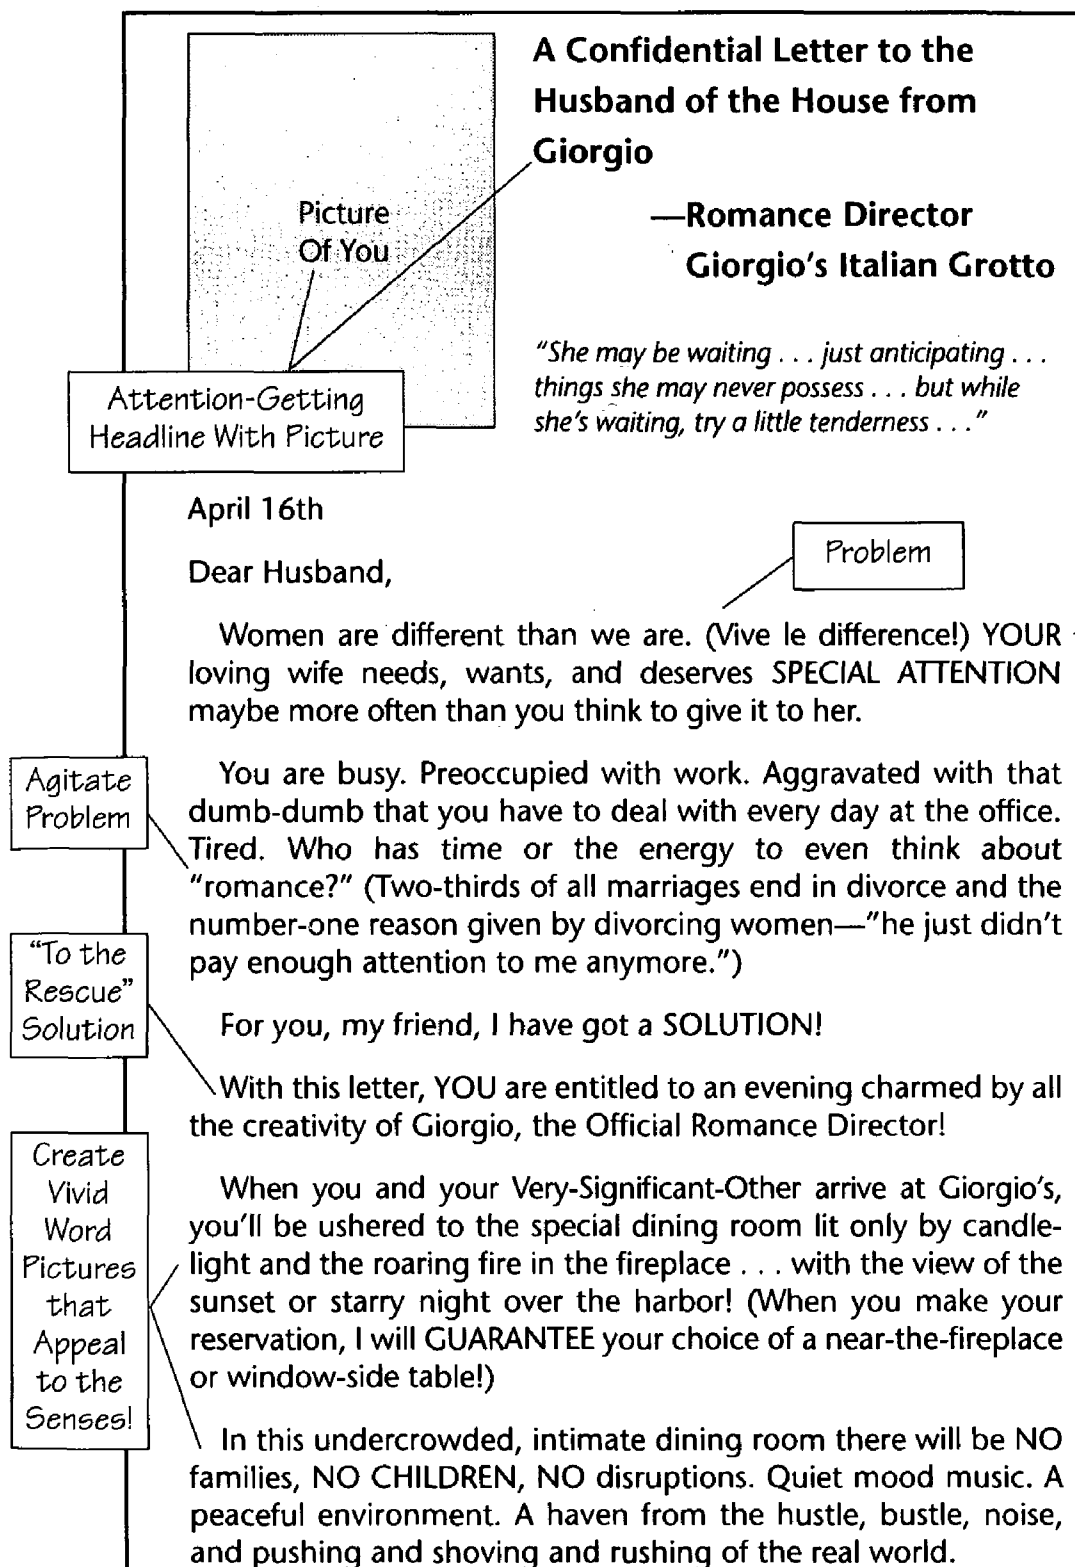 A Confidential Letter to the
Husband of the House from
Giorgio
—Romance Director
Giorgio's Italian Grotto
Picture
Of You
"She may be waiting . . . just anticipating . . .
things she may never possess . . . but while
she's waiting, try a little tenderness . . ."
Attention-Getting
Headline With Picture
April 16th
Problem
Dear Husband,
Women are different than we are. (Vive le difference!) YOUR
loving wife needs, wants, and deserves SPECIAL ATTENTION
maybe more often than you think to give it to her.
Agitate
Problem
You are busy. Preoccupied with work. Aggravated with that
dumb-dumb that you have to deal with every day at the office.
Tired. Who has time or the energy to even think about
"romance?" (Two-thirds of all marriages end in divorce and the
number-one reason given by divorcing women—"he just didn't
pay enough attention to me anymore.")
"To the
Rescue"
Solution
For you, my friend, I have got a SOLUTION!
With this letter, YOU are entitled to an evening charmed by all
the creativity of Giorgio, the Official Romance Director!
Create
Vivid
Word
Pictures
that
Appeal
to the
Senses!
When you and your Very-Significant-Other arrive at Giorgio's,
you'll be ushered to the special dining room lit only by candle-
light and the roaring fire in the fireplace . . . with the view of the
sunset or starry night over the harbor! (When you make your
reservation, I will GUARANTEE your choice of a near-the-fireplace
or window-side table!)
In this undercrowded, intimate dining room there will be NO
families, NO CHILDREN, NO disruptions. Quiet mood music. A
peaceful environment. A haven from the hustle, bustle, noise,
and pushing and shoving and rushing of the real world.